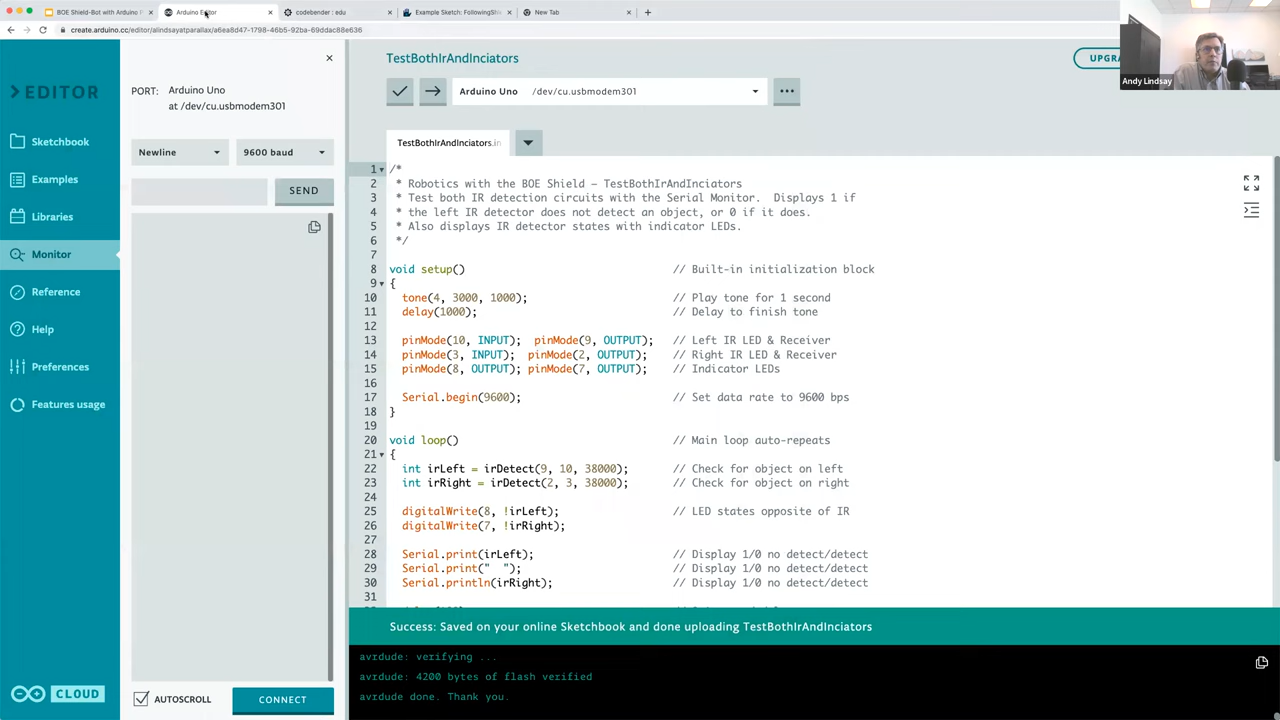 BOE Shield-Bot with Arduino
Arduino Editor
codebender : edu
Example Sketch: FollowingSli
New Tab
create.arduino.cc/editor/alindsayatparallax/a6ea8d47-1798-46b5-92ba-69ddac88e636
EDITOR
Sketchbook
Examples
Libraries
Monitor
Reference
Help
Preferences
Features usage
CLOUD
PORT: Arduino Uno
at /dev/cu.usbmodem301
Newline
9600 baud
SEND
AUTOSCROLL
CONNECT
TestBothIrAndInciators
UPGR
Andy Lindsay
Arduino Uno /dev/cu.usbmodem301
TestBothIrAndInciators.in
1 /*
2 * Robotics with the BOE Shield – TestBothIrAndInciators
3 * Test both IR detection circuits with the Serial Monitor. Displays 1 if
4 * the left IR detector does not detect an object, or 0 if it does.
5 * Also displays IR detector states with indicator LEDs.
6 */
7
8 void setup() // Built-in initialization block
9 {
10 tone(4, 3000, 1000); // Play tone for 1 second
11 delay(1000); // Delay to finish tone
12
13 pinMode(10, INPUT); pinMode(9, OUTPUT); // Left IR LED & Receiver
14 pinMode(3, INPUT); pinMode(2, OUTPUT); // Right IR LED & Receiver
15 pinMode(8, OUTPUT); pinMode(7, OUTPUT); // Indicator LEDs
16
17 Serial.begin(9600); // Set data rate to 9600 bps
18 }
19
20 void loop() // Main loop auto-repeats
21 {
22 int irLeft = irDetect(9, 10, 38000); // Check for object on left
23 int irRight = irDetect(2, 3, 38000); // Check for object on right
24
25 digitalWrite(8, !irLeft); // LED states opposite of IR
26 digitalWrite(7, !irRight);
27
28 Serial.print(irLeft); // Display 1/0 no detect/detect
29 Serial.print("  "); // Display 1/0 no detect/detect
30 Serial.println(irRight); // Display 1/0 no detect/detect
31
Success: Saved on your online Sketchbook and done uploading TestBothIrAndInciators
avrdude: verifying ...
avrdude: 4200 bytes of flash verified
avrdude done. Thank you.